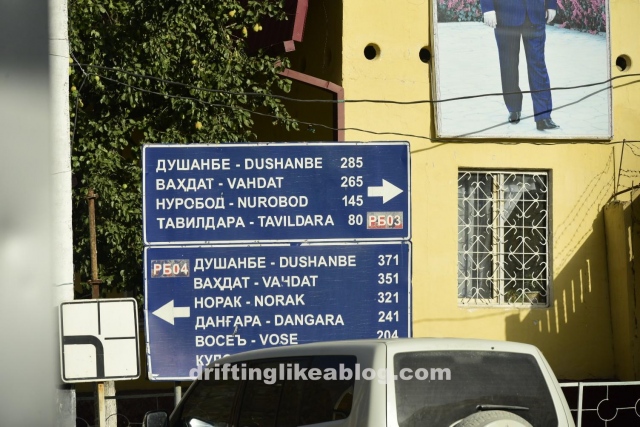 ДУШАНБЕ - DUSHANBE 285
ВАҲДАТ - VAHDAT 265
НУРОБОД - NUROBOD 145
ТАВИЛДАРА - TAVILDARA 80 РБ03
РБ04 ДУШАНБЕ - DUSHANBE 371
ВАҲДАТ - VAҲDAT 351
НОРАК - NORAK 321
ДАНҒАРА - DANGARA 241
ВОСЕЪ - VOSE 204
driftinglikeablog.com